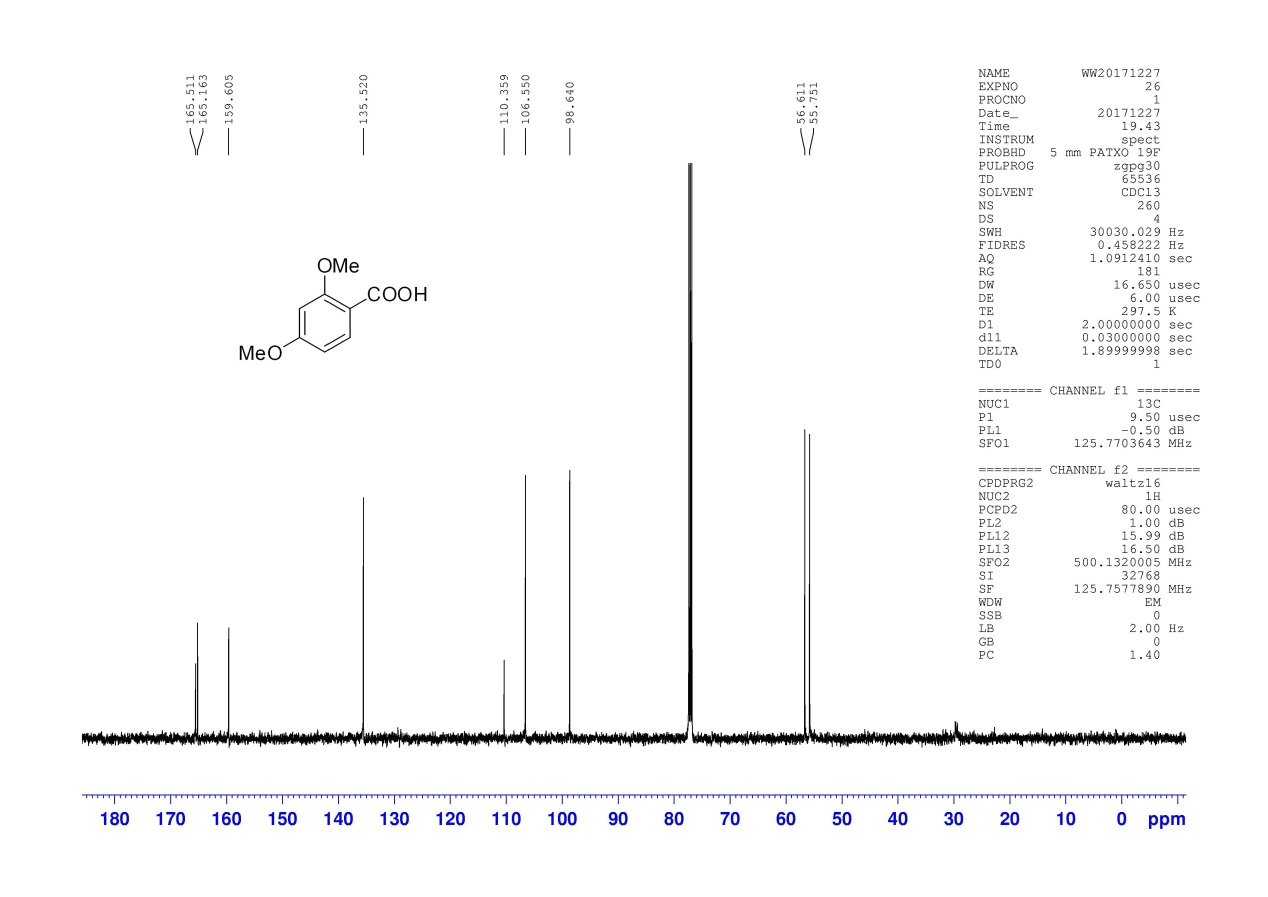 165.511
165.163
159.605
135.520
110.359
106.550
98.640
56.611
55.751
NAME WW20171227
EXPNO 26
PROCNO 1
Date_ 20171227
Time 19.43
INSTRUM spect
PROBHD 5 mm PATXO 19F
PULPROG zgpg30
TD 65536
SOLVENT CDCl3
NS 260
DS 4
SWH 30030.029 Hz
FIDRES 0.458222 Hz
AQ 1.0912410 sec
RG 181
DW 16.650 usec
DE 6.00 usec
TE 297.5 K
D1 2.00000000 sec
d11 0.03000000 sec
DELTA 1.89999998 sec
TD0 1
======== CHANNEL f1 ========
NUC1 13C
P1 9.50 usec
PL1 -0.50 dB
SFO1 125.7703643 MHz
======== CHANNEL f2 ========
CPDPRG2 waltz16
NUC2 1H
PCPD2 80.00 usec
PL2 1.00 dB
PL12 15.99 dB
PL13 16.50 dB
SFO2 500.1320005 MHz
SI 32768
SF 125.7577890 MHz
WDW EM
SSB 0
LB 2.00 Hz
GB 0
PC 1.40
OMe
COOH
MeO
180 170 160 150 140 130 120 110 100 90 80 70 60 50 40 30 20 10 0 ppm